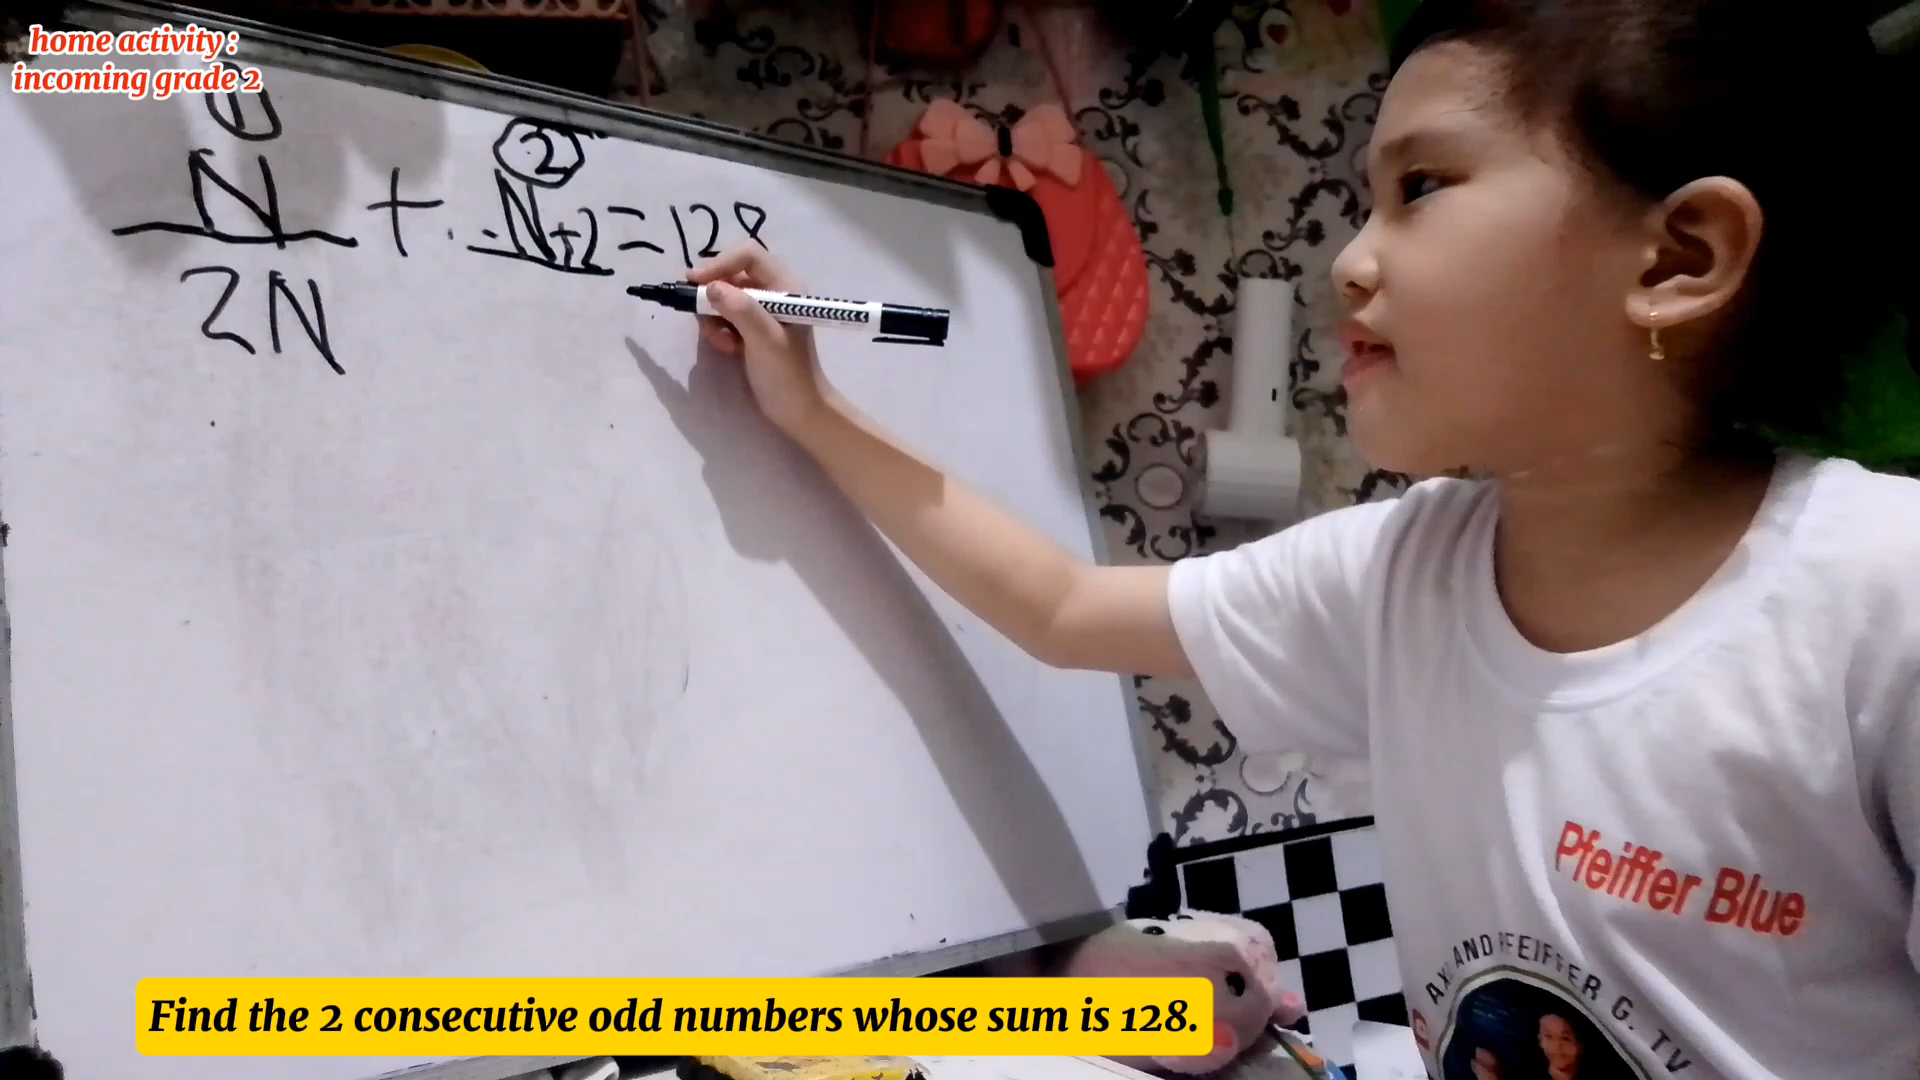 home activity :
incoming grade 2
1 2
N + N+2 = 128
2N
Pfeiffer Blue
AND PFEIFFER G. TV
Find the 2 consecutive odd numbers whose sum is 128.